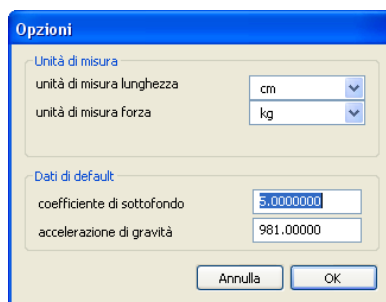 Opzioni
Unità di misura
unità di misura lunghezza cm
unità di misura forza kg
Dati di default
coefficiente di sottofondo 5.0000000
accelerazione di gravità 981.00000
Annulla OK